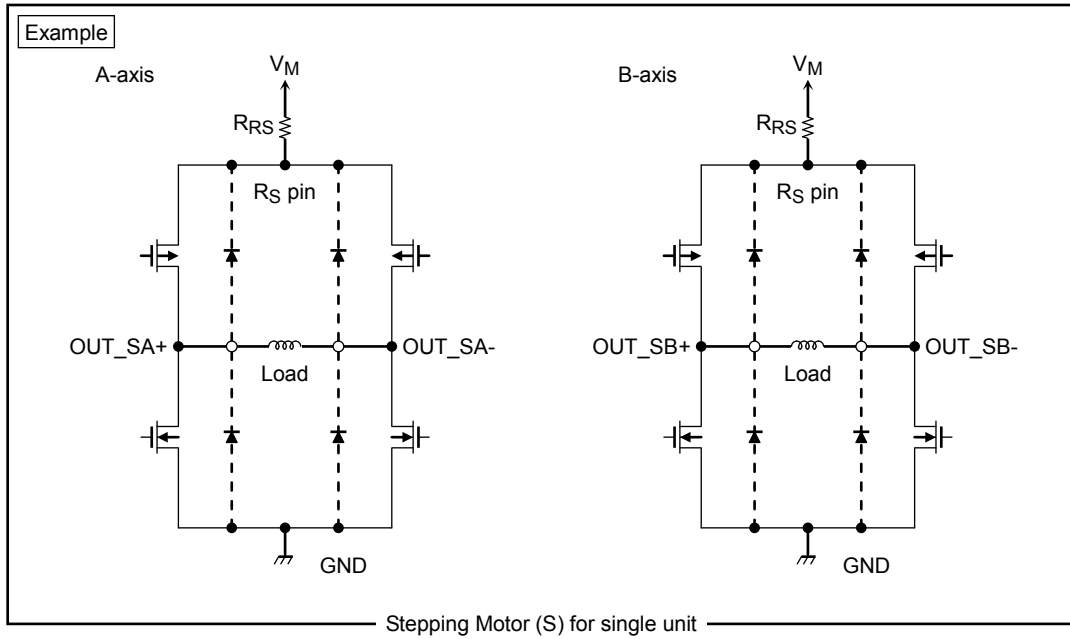 Example
A-axis
VM
RRS
RS pin
OUT_SA+
OUT_SA-
Load
GND
B-axis
VM
RRS
RS pin
OUT_SB+
OUT_SB-
Load
GND
Stepping Motor (S) for single unit